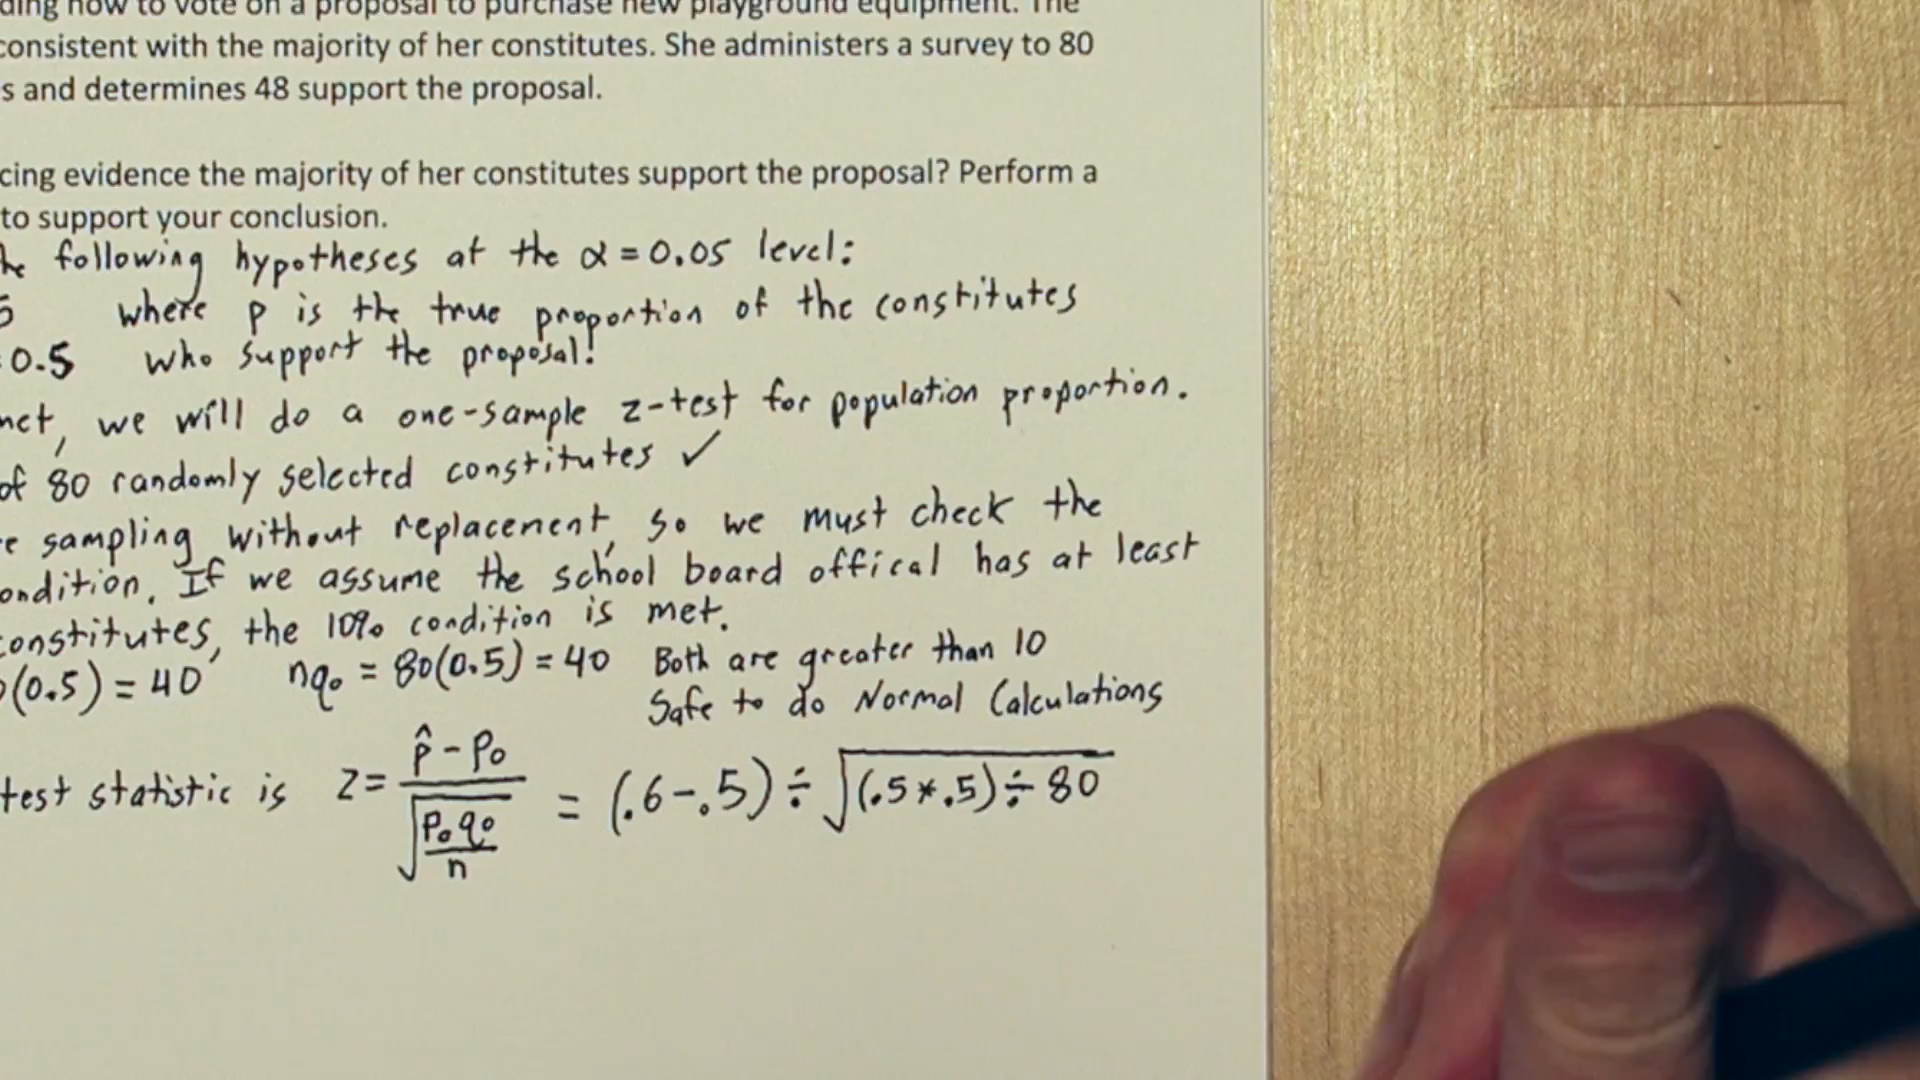 how to vote on a proposal to purchase new playground equipment. The
consistent with the majority of her constitutes. She administers a survey to 80
s and determines 48 support the proposal.
cing evidence the majority of her constitutes support the proposal? Perform a
to support your conclusion.
he following hypotheses at the α = 0.05 level:
5 where p is the true proportion of the constitutes
0.5 who support the proposal!
met, we will do a one-sample z-test for population proportion.
of 80 randomly selected constitutes ✓
e sampling without replacement, so we must check the
ondition. If we assume the school board offical has at least
constitutes, the 10% condition is met.
(0.5) = 40 nq₀ = 80(0.5) = 40 Both are greater than 10
Safe to do Normal Calculations
test statistic is z = (p̂ - p₀) / √(p₀q₀/n) = (.6-.5) ÷ √(.5*.5)÷80